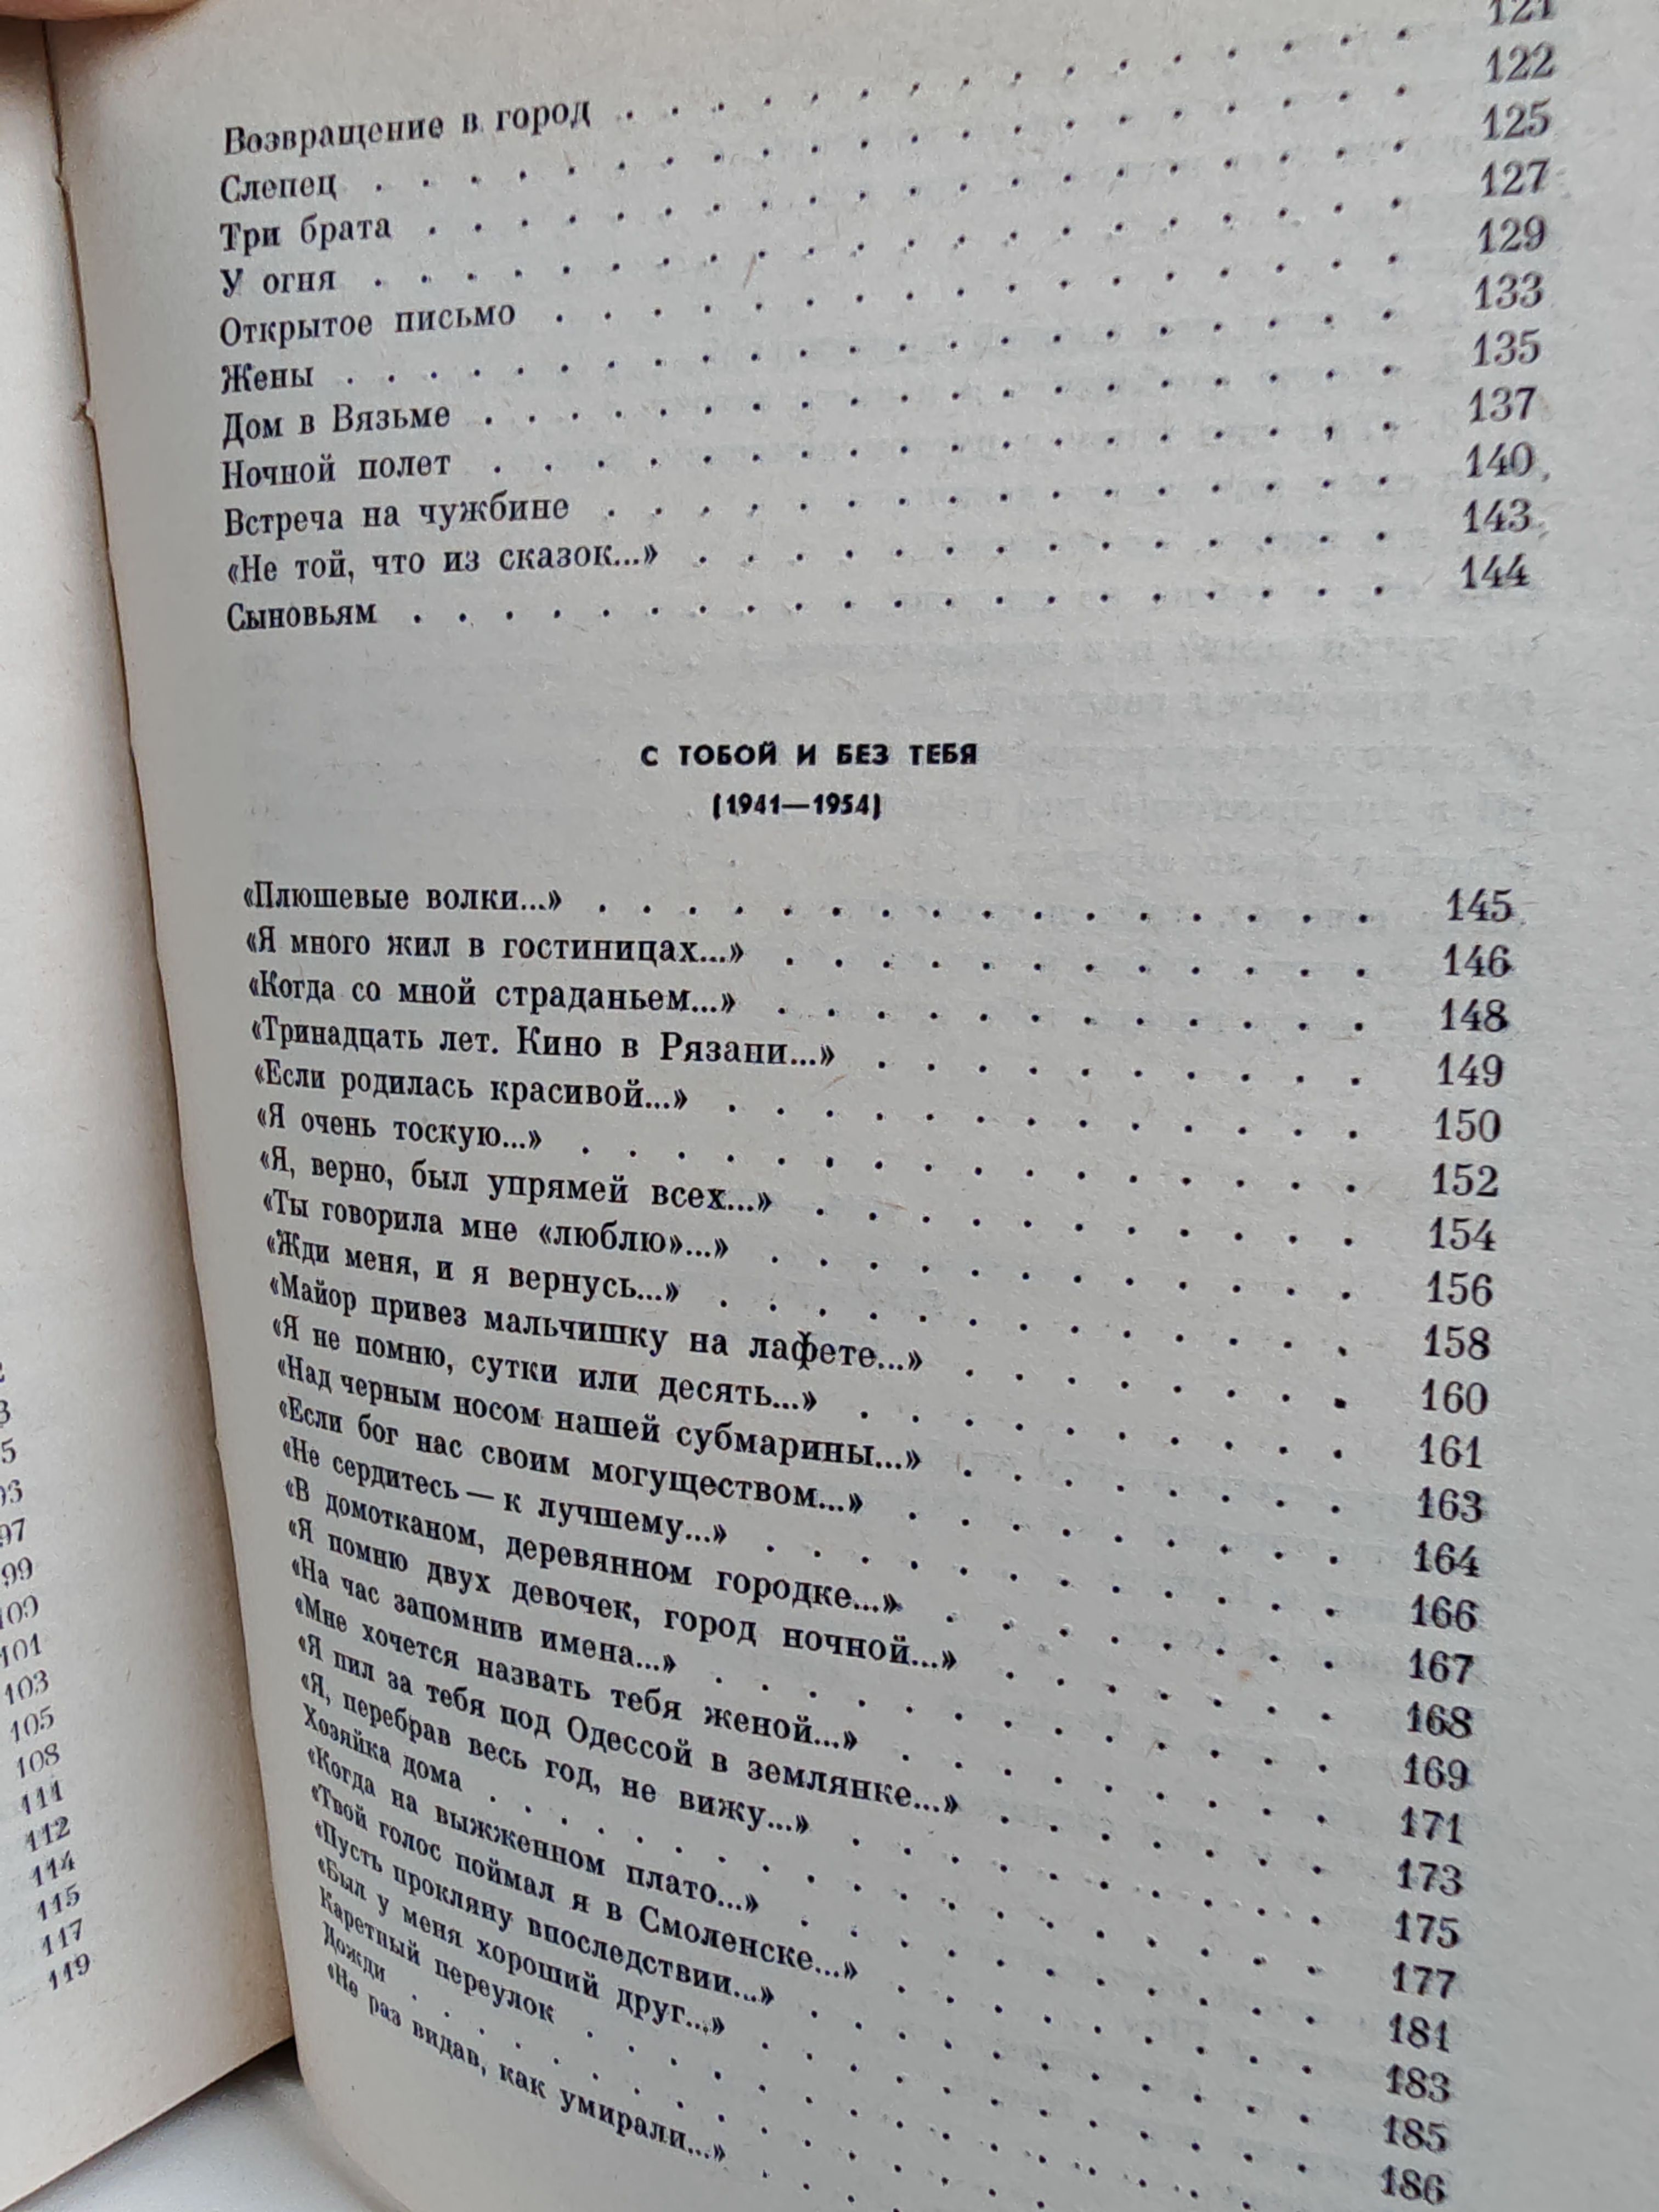 99
100
101
103
105
108
111
112
114
115
117
119
Возвращение в город . . . . . . . . . . . . . . . . 121
Слепец . . . . . . . . . . . . . . . . . . . . . 122
Три брата . . . . . . . . . . . . . . . . . . . . 125
У огня . . . . . . . . . . . . . . . . . . . . . 127
Открытое письмо . . . . . . . . . . . . . . . . . 129
Жены . . . . . . . . . . . . . . . . . . . . . . 133
Дом в Вязьме . . . . . . . . . . . . . . . . . . . 135
Ночной полет . . . . . . . . . . . . . . . . . . . 137
Встреча на чужбине . . . . . . . . . . . . . . . . 140
«Не той, что из сказок...» . . . . . . . . . . . . . . 143
Сыновьям . . . . . . . . . . . . . . . . . . . . 144
С ТОБОЙ И БЕЗ ТЕБЯ
(1941—1954)
«Плюшевые волки...» . . . . . . . . . . . . . . . . 145
«Я много жил в гостиницах...» . . . . . . . . . . . . 146
«Когда со мной страданьем...» . . . . . . . . . . . . 148
«Тринадцать лет. Кино в Рязани...» . . . . . . . . . . 149
«Если родилась красивой...» . . . . . . . . . . . . . 150
«Я очень тоскую...» . . . . . . . . . . . . . . . . 152
«Я, верно, был упрямей всех...» . . . . . . . . . . . 154
«Ты говорила мне «люблю»...» . . . . . . . . . . . . 156
«Жди меня, и я вернусь...» . . . . . . . . . . . . . 158
«Майор привез мальчишку на лафете...» . . . . . . . . 160
«Я не помню, сутки или десять...» . . . . . . . . . . 161
«Над черным носом нашей субмарины...» . . . . . . . . 163
«Если бог нас своим могуществом...» . . . . . . . . . 164
«Не сердитесь — к лучшему...» . . . . . . . . . . . . 166
«В домотканом, деревянном городке...» . . . . . . . . 167
«Я помню двух девочек, город ночной...» . . . . . . . 168
«На час запомнив имена...» . . . . . . . . . . . . . 169
«Мне хочется назвать тебя женой...» . . . . . . . . . 171
«Я пил за тебя под Одессой в землянке...» . . . . . . . 173
«Я, перебрав весь год, не вижу...» . . . . . . . . . . 175
Хозяйка дома . . . . . . . . . . . . . . . . . . 177
«Когда на выжженном плато...» . . . . . . . . . . . . 181
«Твой голос поймал я в Смоленске...» . . . . . . . . . 183
«Пусть прокляну впоследствии...» . . . . . . . . . . . 185
«Был у меня хороший друг...» . . . . . . . . . . . . 186
Каретный переулок . . . . . . . . . . . . . . . .
Дожди . . . . . . . . . . . . . . . . . . . . .
«Не раз видав, как умирали...» . . .